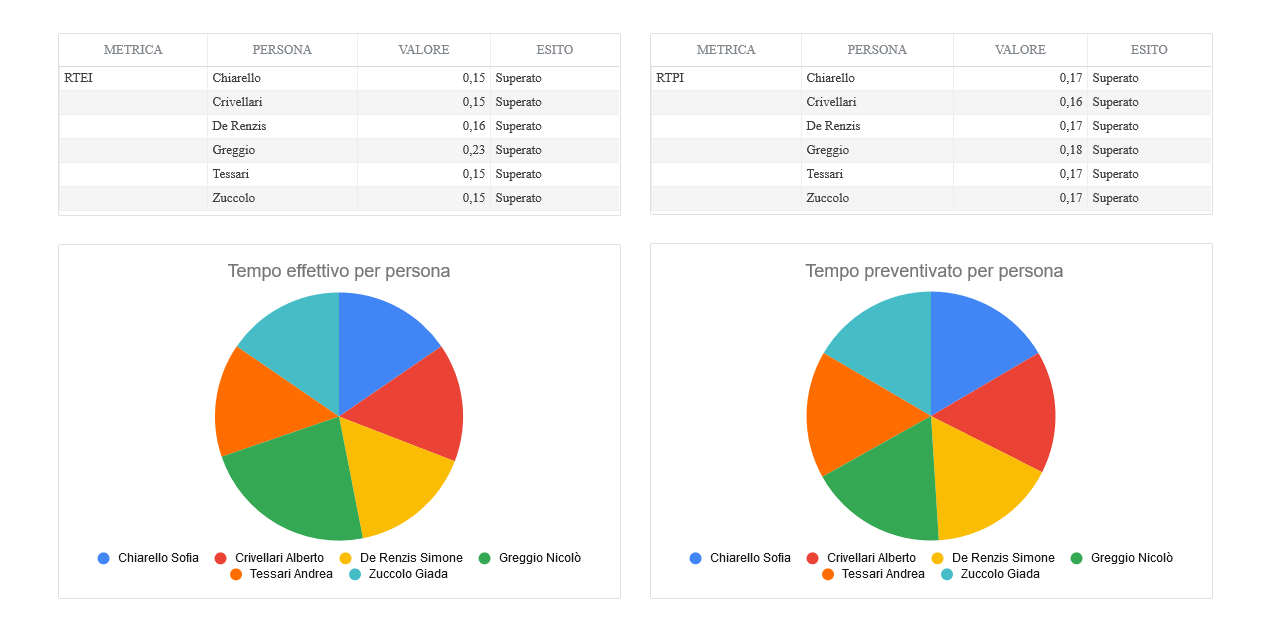 METRICA PERSONA VALORE ESITO
RTEI Chiarello 0,15 Superato
Crivellari 0,15 Superato
De Renzis 0,16 Superato
Greggio 0,23 Superato
Tessari 0,15 Superato
Zuccolo 0,15 Superato
METRICA PERSONA VALORE ESITO
RTPI Chiarello 0,17 Superato
Crivellari 0,16 Superato
De Renzis 0,17 Superato
Greggio 0,18 Superato
Tessari 0,17 Superato
Zuccolo 0,17 Superato
Tempo effettivo per persona
Chiarello Sofia Crivellari Alberto De Renzis Simone Greggio Nicolò
Tessari Andrea Zuccolo Giada
Tempo preventivato per persona
Chiarello Sofia Crivellari Alberto De Renzis Simone Greggio Nicolò
Tessari Andrea Zuccolo Giada